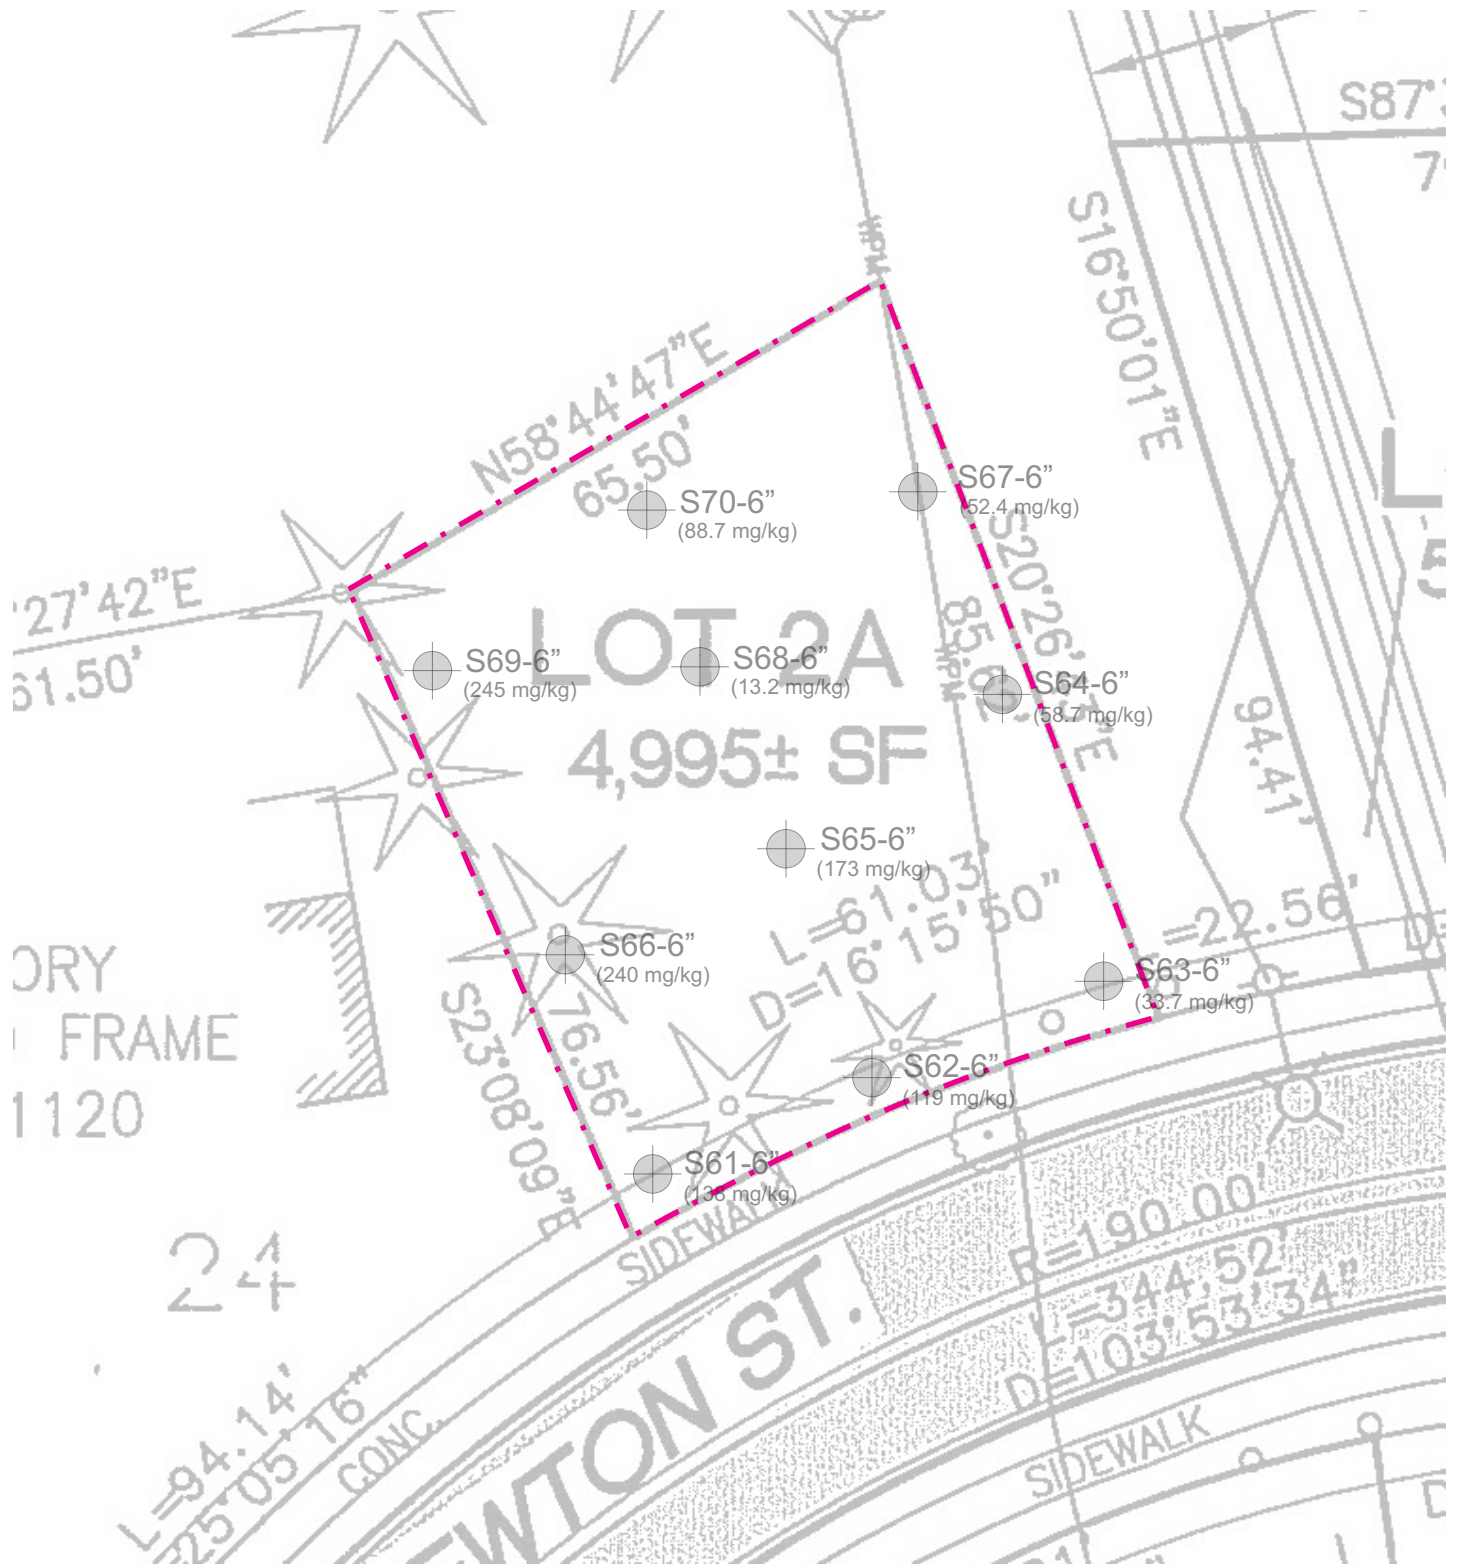 S87°
7
WPM
S16°50'01"E
N58°44'47"E
65.50'
S67-6”
(52.4 mg/kg)
S70-6”
(88.7 mg/kg)
L
5
27'42"E
61.50'
LOT 2A
4,995± SF
S69-6”
(245 mg/kg)
S68-6”
(13.2 mg/kg)
S64-6”
(58.7 mg/kg)
WPM
94.41'
S65-6”
(173 mg/kg)
L=61.03'
D=16°15'50"
=22.56'
D=
S66-6”
(240 mg/kg)
S63-6”
(33.7 mg/kg)
ORY
FRAME
1120
S23°08'09"E
76.56'
S62-6”
(119 mg/kg)
S61-6”
(138 mg/kg)
SIDEWALK
24
R=190.00'
L=344.52'
D=103°53'34"
EWTON ST.
L=94.14'
=25°05'16"
CONC.
SIDEWALK
D